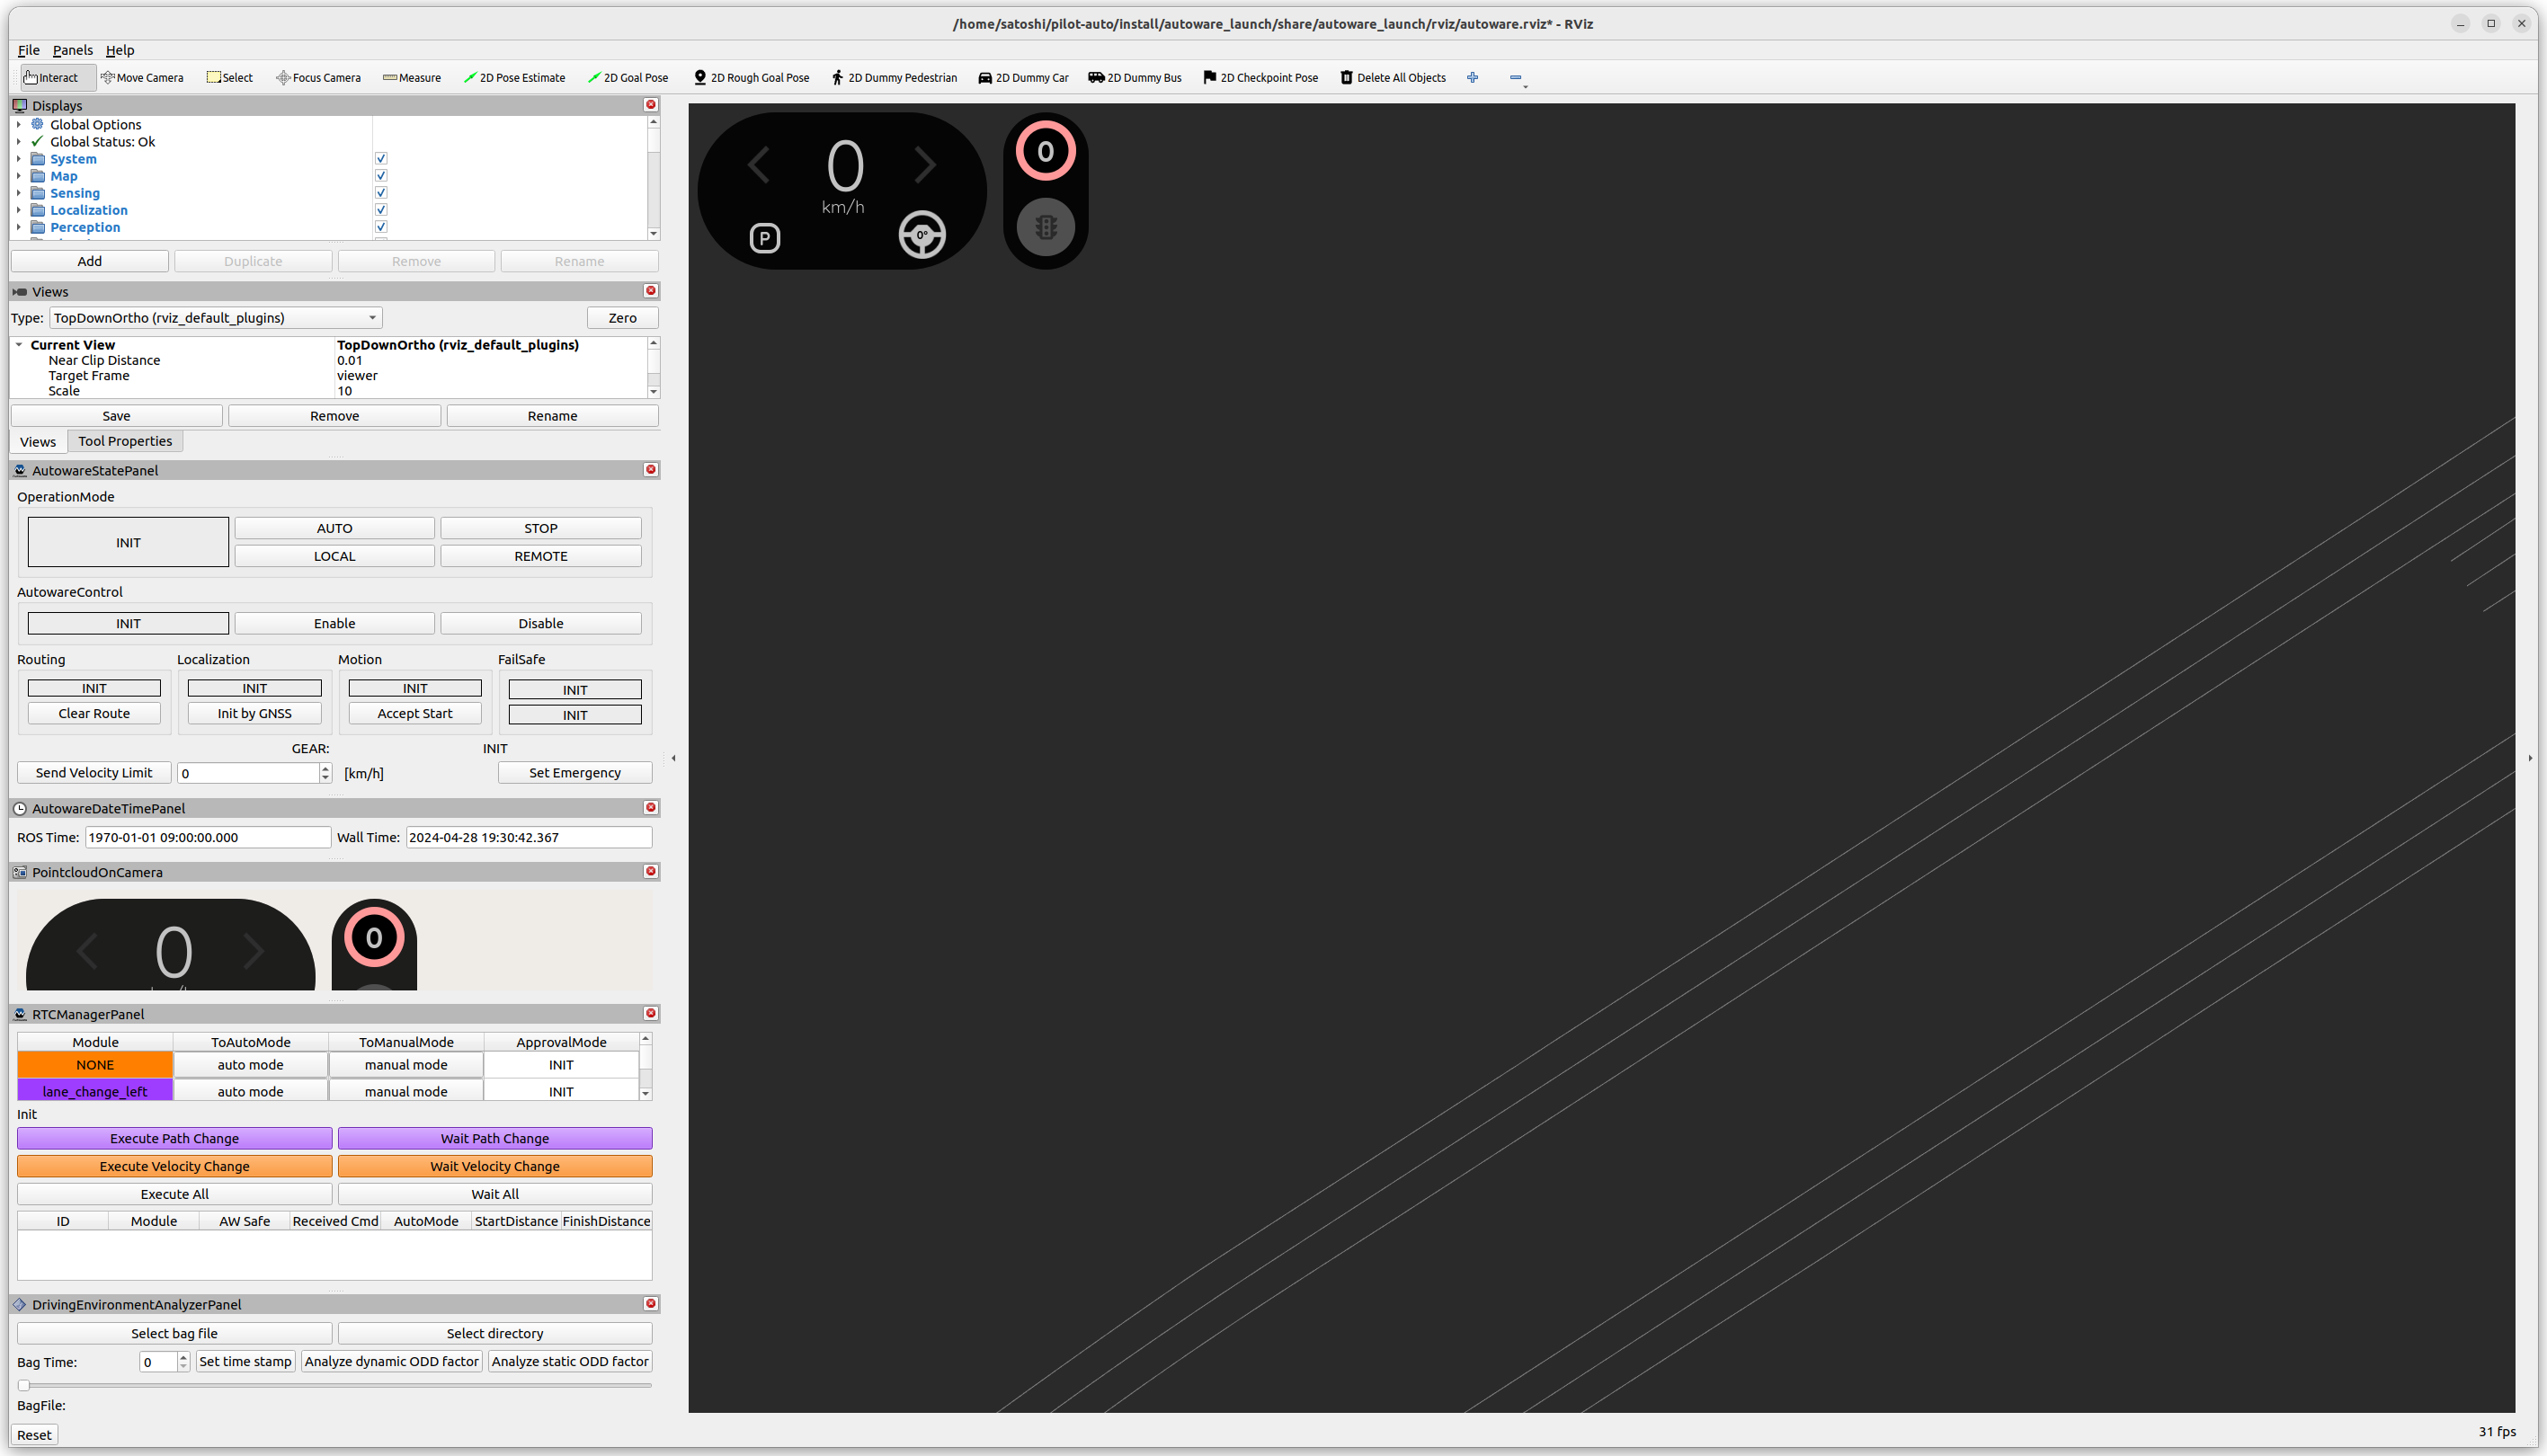 /home/satoshi/pilot-auto/install/autoware_launch/share/autoware_launch/rviz/autoware.rviz* - RViz
File Panels Help
Interact Move Camera Select Focus Camera Measure 2D Pose Estimate 2D Goal Pose 2D Rough Goal Pose 2D Dummy Pedestrian 2D Dummy Car 2D Dummy Bus 2D Checkpoint Pose Delete All Objects
Displays
Global Options
Global Status: Ok
System
Map
Sensing
Localization
Perception
Add Duplicate Remove Rename
Views
Type: TopDownOrtho (rviz_default_plugins) Zero
Current View TopDownOrtho (rviz_default_plugins)
Near Clip Distance 0.01
Target Frame viewer
Scale 10
Save Remove Rename
Views Tool Properties
AutowareStatePanel
OperationMode
INIT AUTO STOP
LOCAL REMOTE
AutowareControl
INIT Enable Disable
Routing Localization Motion FailSafe
INIT INIT INIT INIT
Clear Route Init by GNSS Accept Start INIT
GEAR: INIT
Send Velocity Limit 0 [km/h] Set Emergency
AutowareDateTimePanel
ROS Time: 1970-01-01 09:00:00.000 Wall Time: 2024-04-28 19:30:42.367
PointcloudOnCamera
0 0
RTCManagerPanel
Module ToAutoMode ToManualMode ApprovalMode
NONE auto mode manual mode INIT
lane_change_left auto mode manual mode INIT
Init
Execute Path Change Wait Path Change
Execute Velocity Change Wait Velocity Change
Execute All Wait All
ID Module AW Safe Received Cmd AutoMode StartDistance FinishDistance
DrivingEnvironmentAnalyzerPanel
Select bag file Select directory
Bag Time: 0 Set time stamp Analyze dynamic ODD factor Analyze static ODD factor
BagFile:
Reset
0 0
km/h
P 0°
31 fps